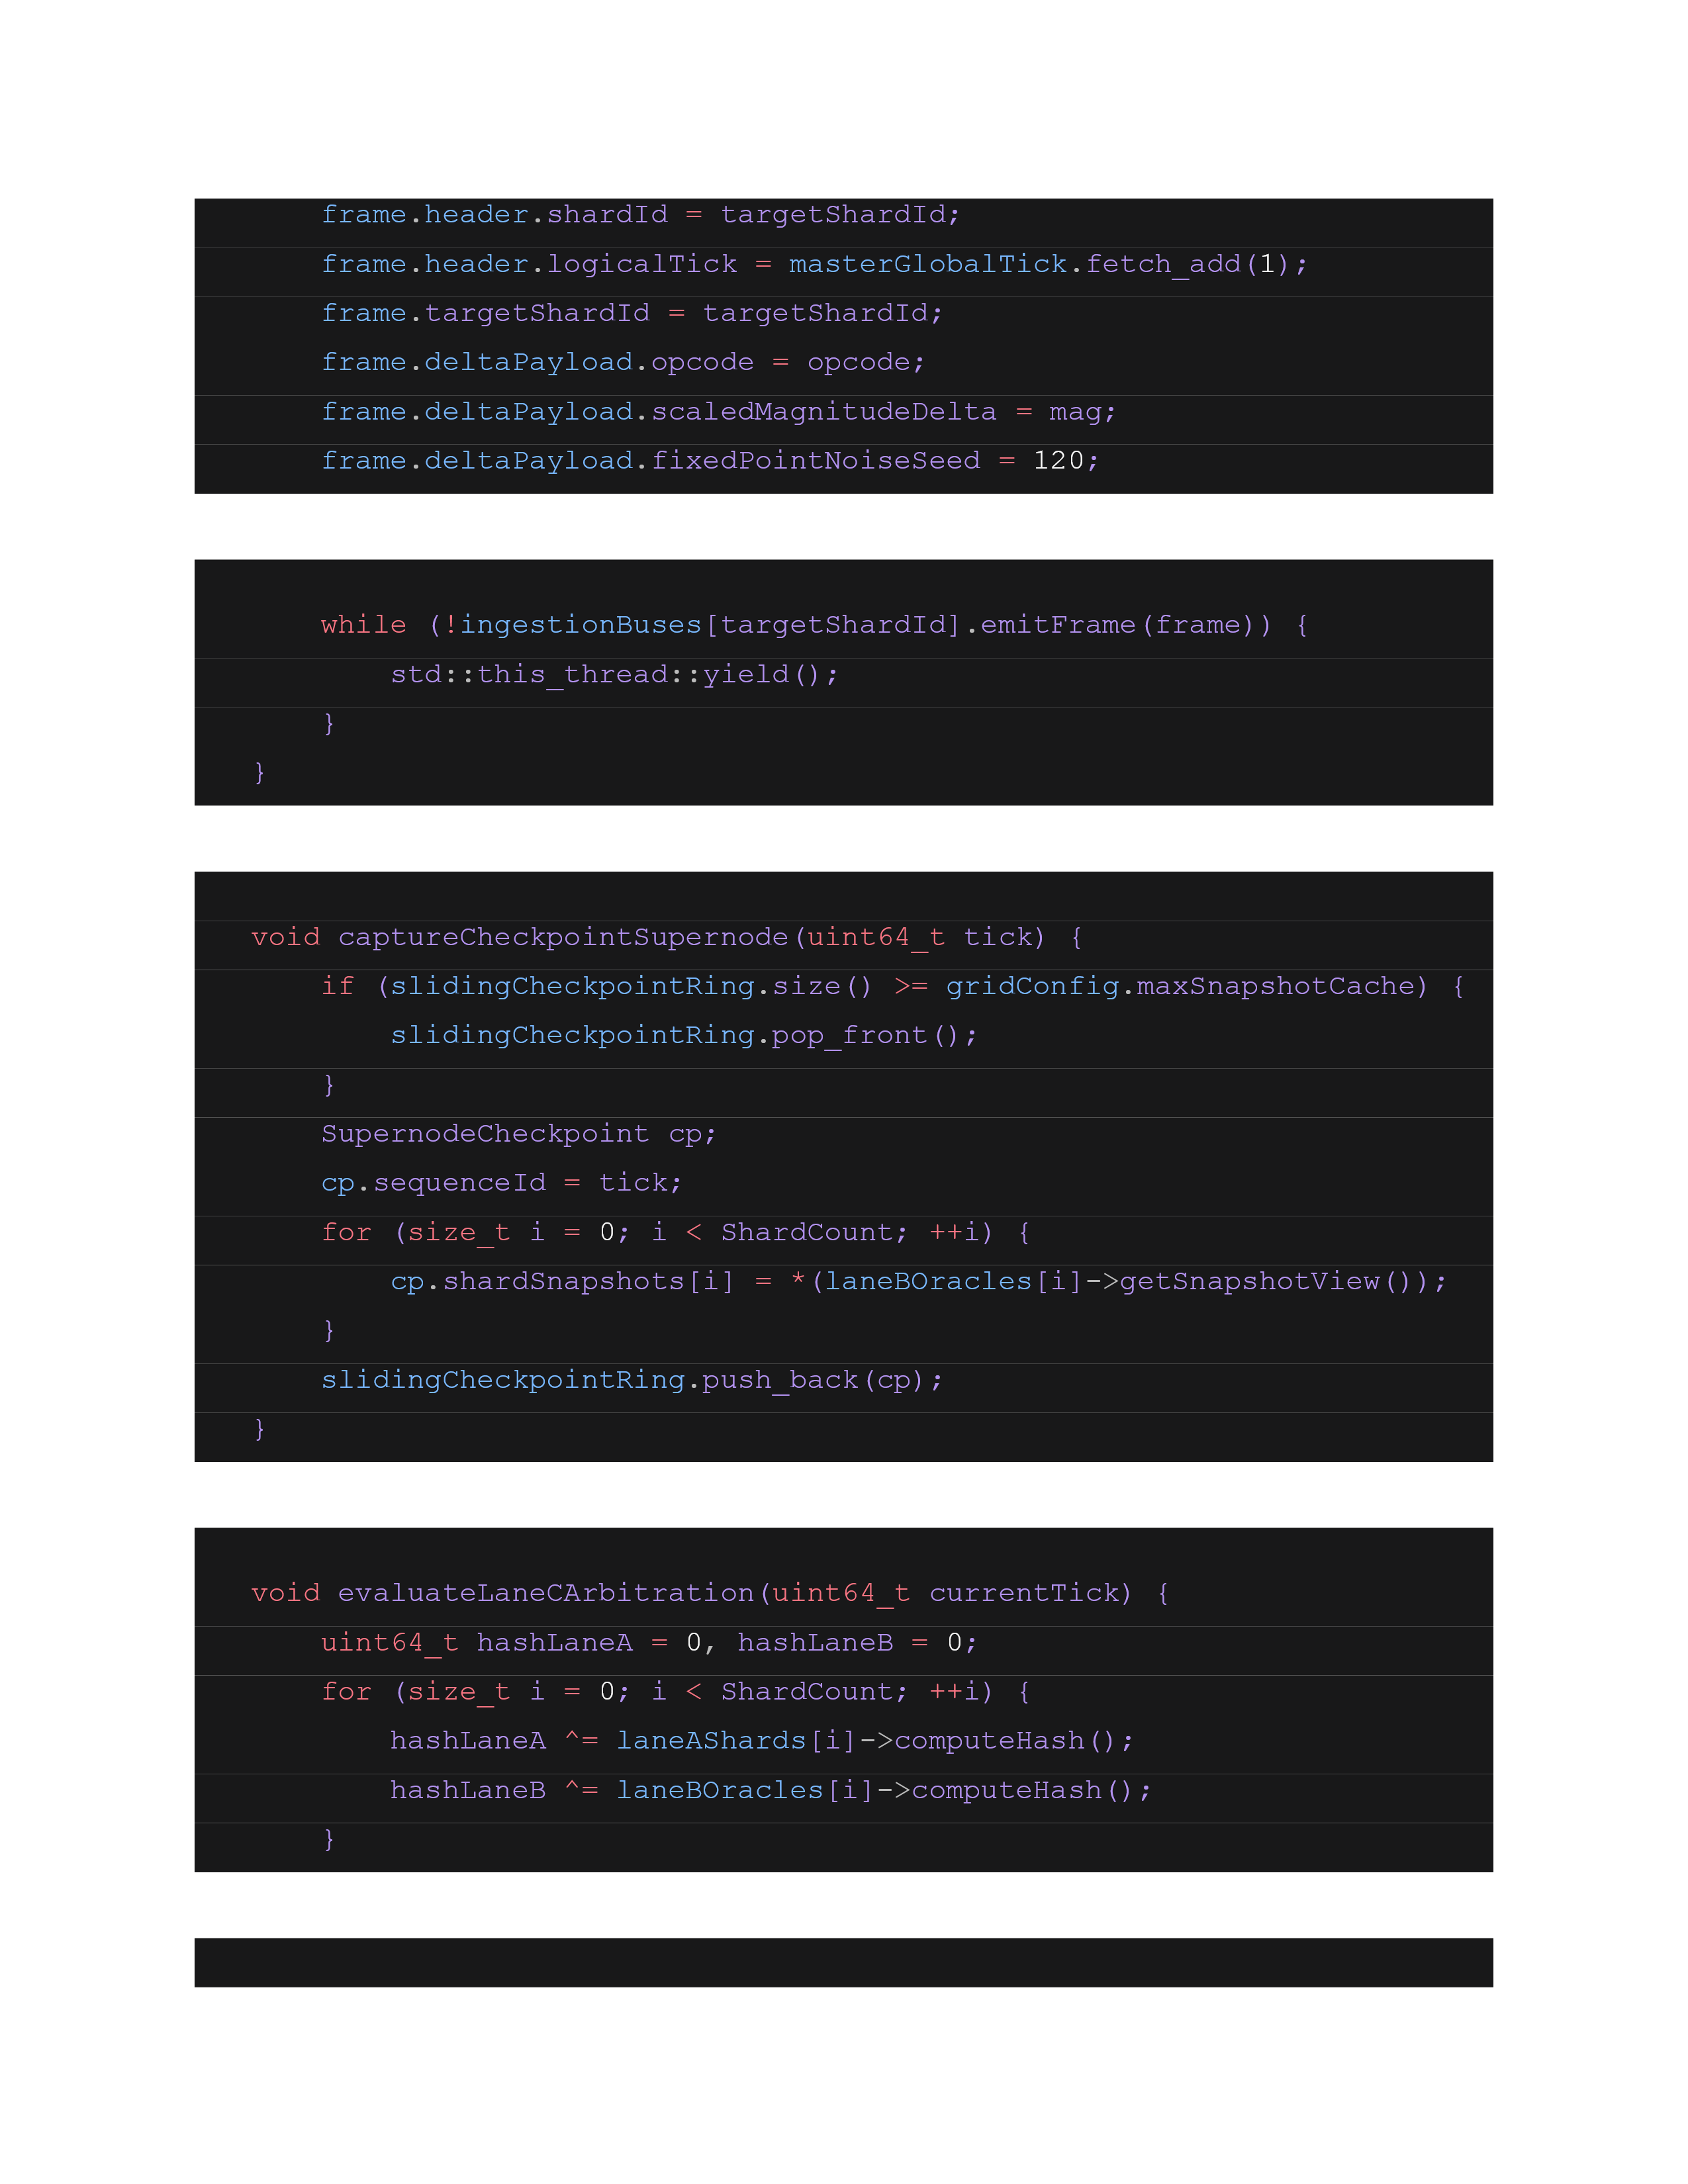 frame.header.shardId = targetShardId;
frame.header.logicalTick = masterGlobalTick.fetch_add(1);
frame.targetShardId = targetShardId;
frame.deltaPayload.opcode = opcode;
frame.deltaPayload.scaledMagnitudeDelta = mag;
frame.deltaPayload.fixedPointNoiseSeed = 120;
while (!ingestionBuses[targetShardId].emitFrame(frame)) {
std::this_thread::yield();
}
}
void captureCheckpointSupernode(uint64_t tick) {
if (slidingCheckpointRing.size() >= gridConfig.maxSnapshotCache) {
slidingCheckpointRing.pop_front();
}
SupernodeCheckpoint cp;
cp.sequenceId = tick;
for (size_t i = 0; i < ShardCount; ++i) {
cp.shardSnapshots[i] = *(laneBOracles[i]->getSnapshotView());
}
slidingCheckpointRing.push_back(cp);
}
void evaluateLaneCArbitration(uint64_t currentTick) {
uint64_t hashLaneA = 0, hashLaneB = 0;
for (size_t i = 0; i < ShardCount; ++i) {
hashLaneA ^= laneAShards[i]->computeHash();
hashLaneB ^= laneBOracles[i]->computeHash();
}